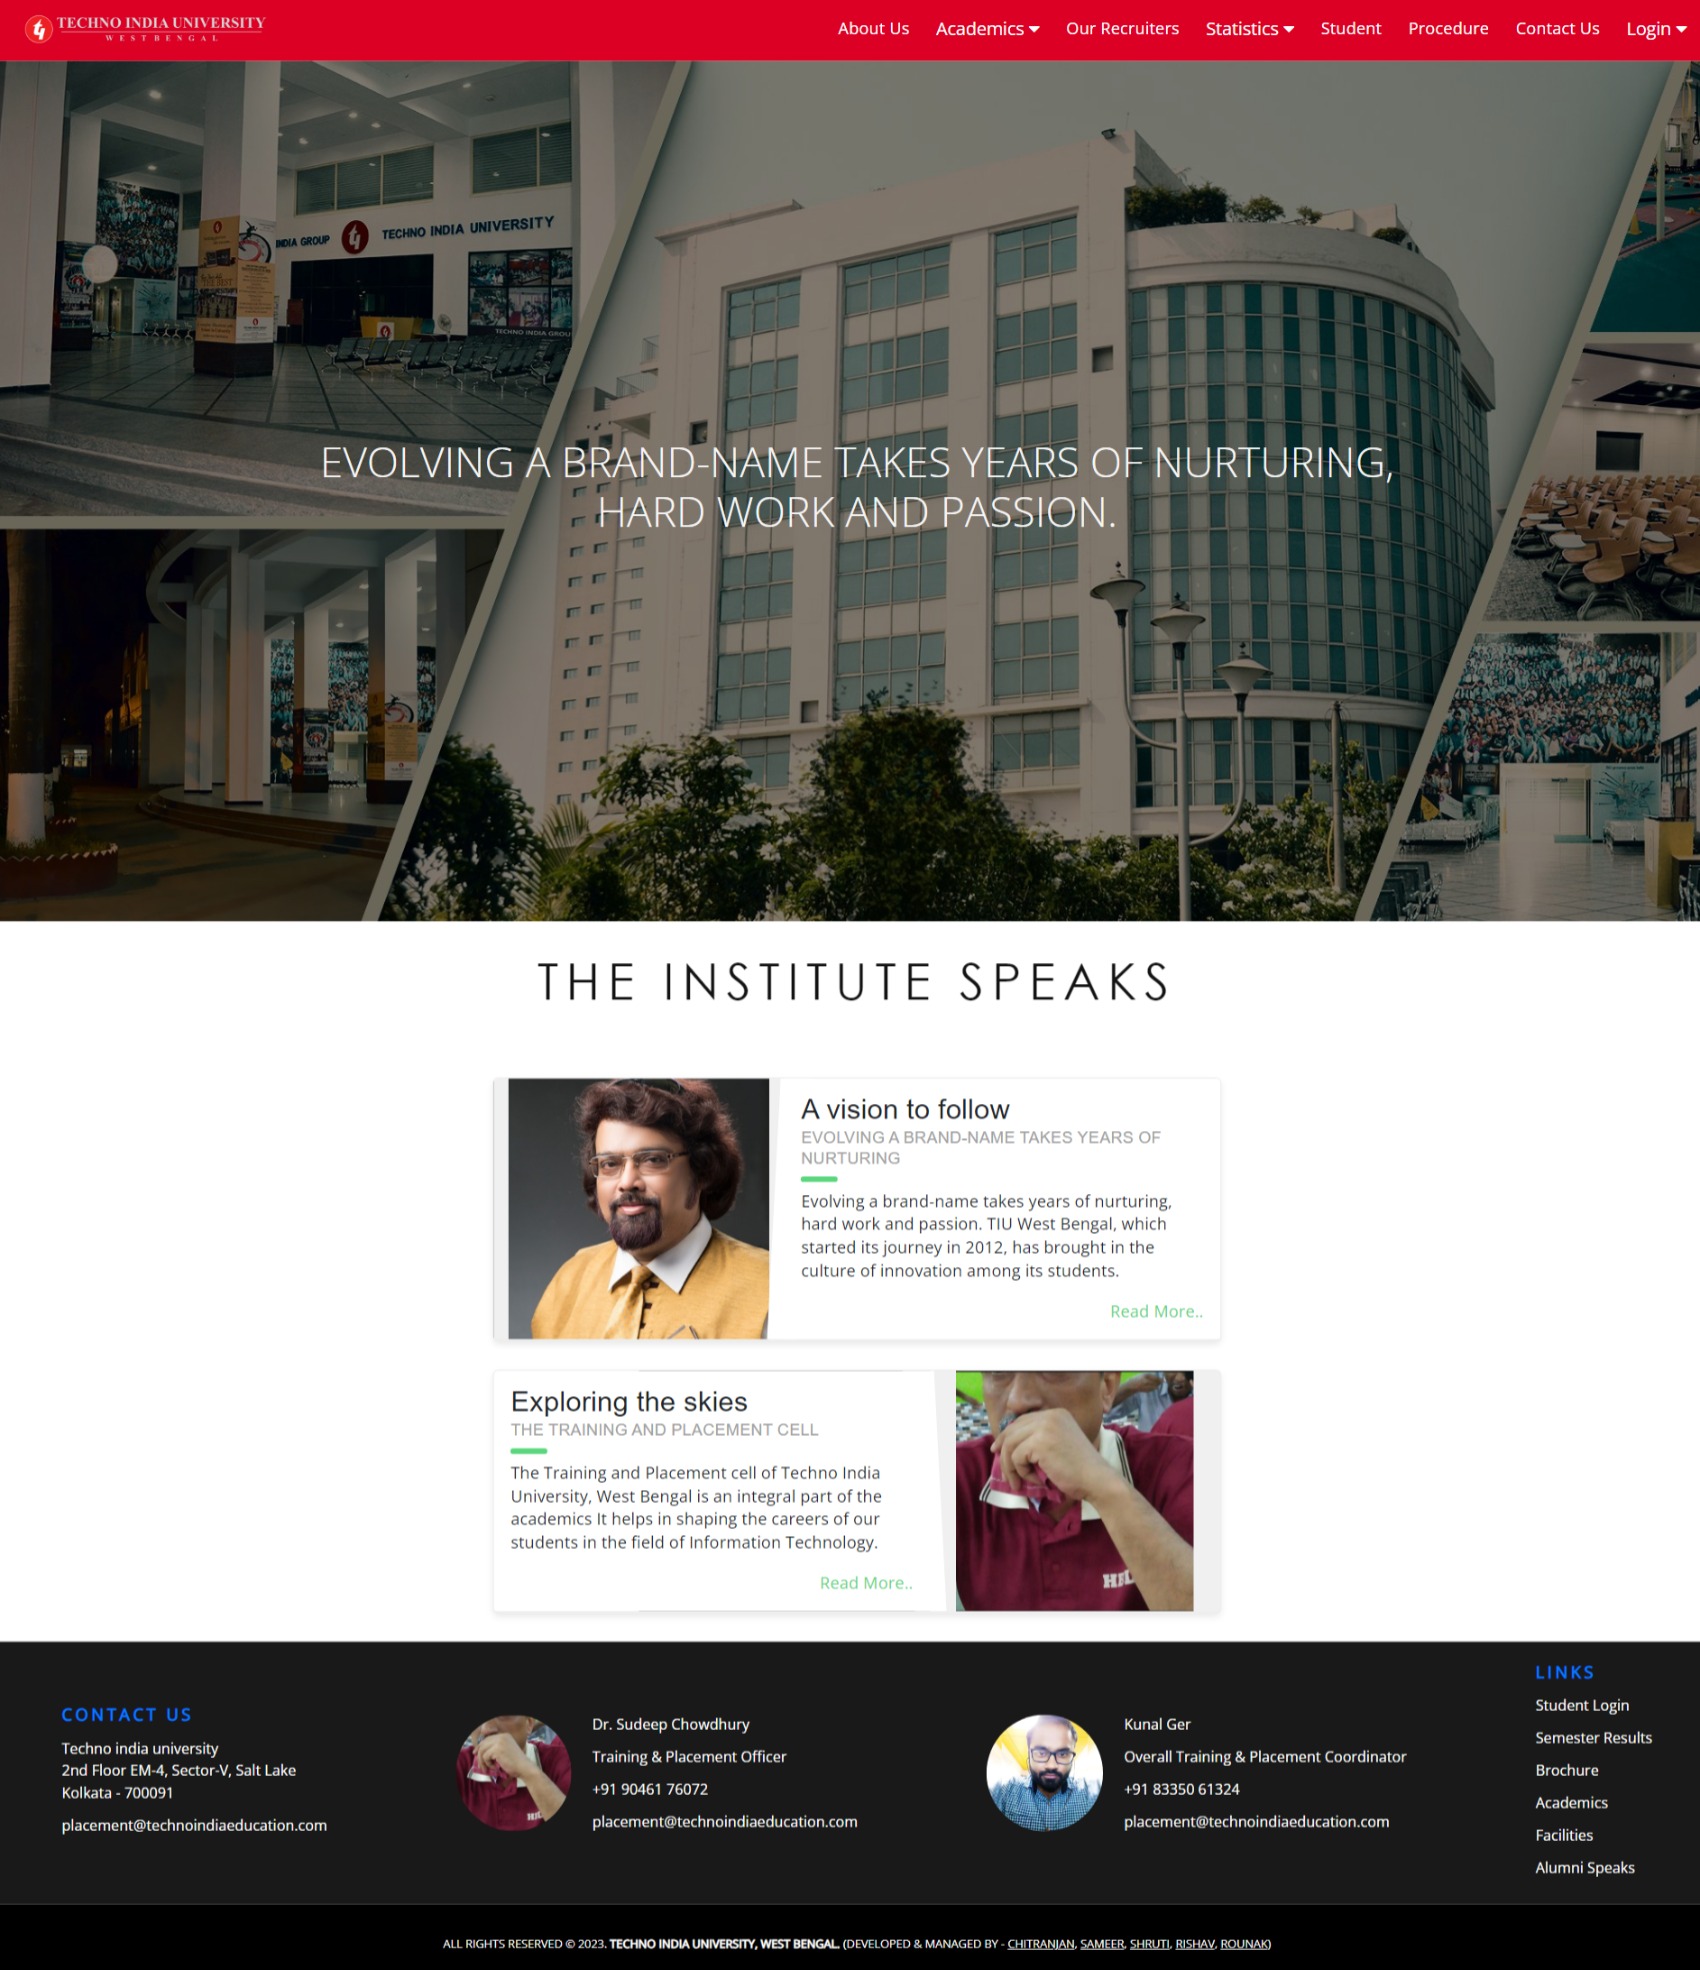 TECHNO INDIA UNIVERSITY
WEST BENGAL
About Us
Academics
Our Recruiters
Statistics
Student
Procedure
Contact Us
Login
INDIA GROUP
TECHNO INDIA UNIVERSITY
TECHNO INDIA GROU
EVOLVING A BRAND-NAME TAKES YEARS OF NURTURING,
HARD WORK AND PASSION.
THE INSTITUTE SPEAKS
A vision to follow
EVOLVING A BRAND-NAME TAKES YEARS OF
NURTURING
Evolving a brand-name takes years of nurturing,
hard work and passion. TIU West Bengal, which
started its journey in 2012, has brought in the
culture of innovation among its students.
Read More..
Exploring the skies
THE TRAINING AND PLACEMENT CELL
The Training and Placement cell of Techno India
University, West Bengal is an integral part of the
academics It helps in shaping the careers of our
students in the field of Information Technology.
Read More..
CONTACT US
Techno india university
2nd Floor EM-4, Sector-V, Salt Lake
Kolkata - 700091
placement@technoindiaeducation.com
Dr. Sudeep Chowdhury
Training & Placement Officer
+91 90461 76072
placement@technoindiaeducation.com
Kunal Ger
Overall Training & Placement Coordinator
+91 83350 61324
placement@technoindiaeducation.com
LINKS
Student Login
Semester Results
Brochure
Academics
Facilities
Alumni Speaks
ALL RIGHTS RESERVED © 2023. TECHNO INDIA UNIVERSITY, WEST BENGAL. (DEVELOPED & MANAGED BY - CHITRANJAN, SAMEER, SHRUTI, RISHAV, ROUNAK)